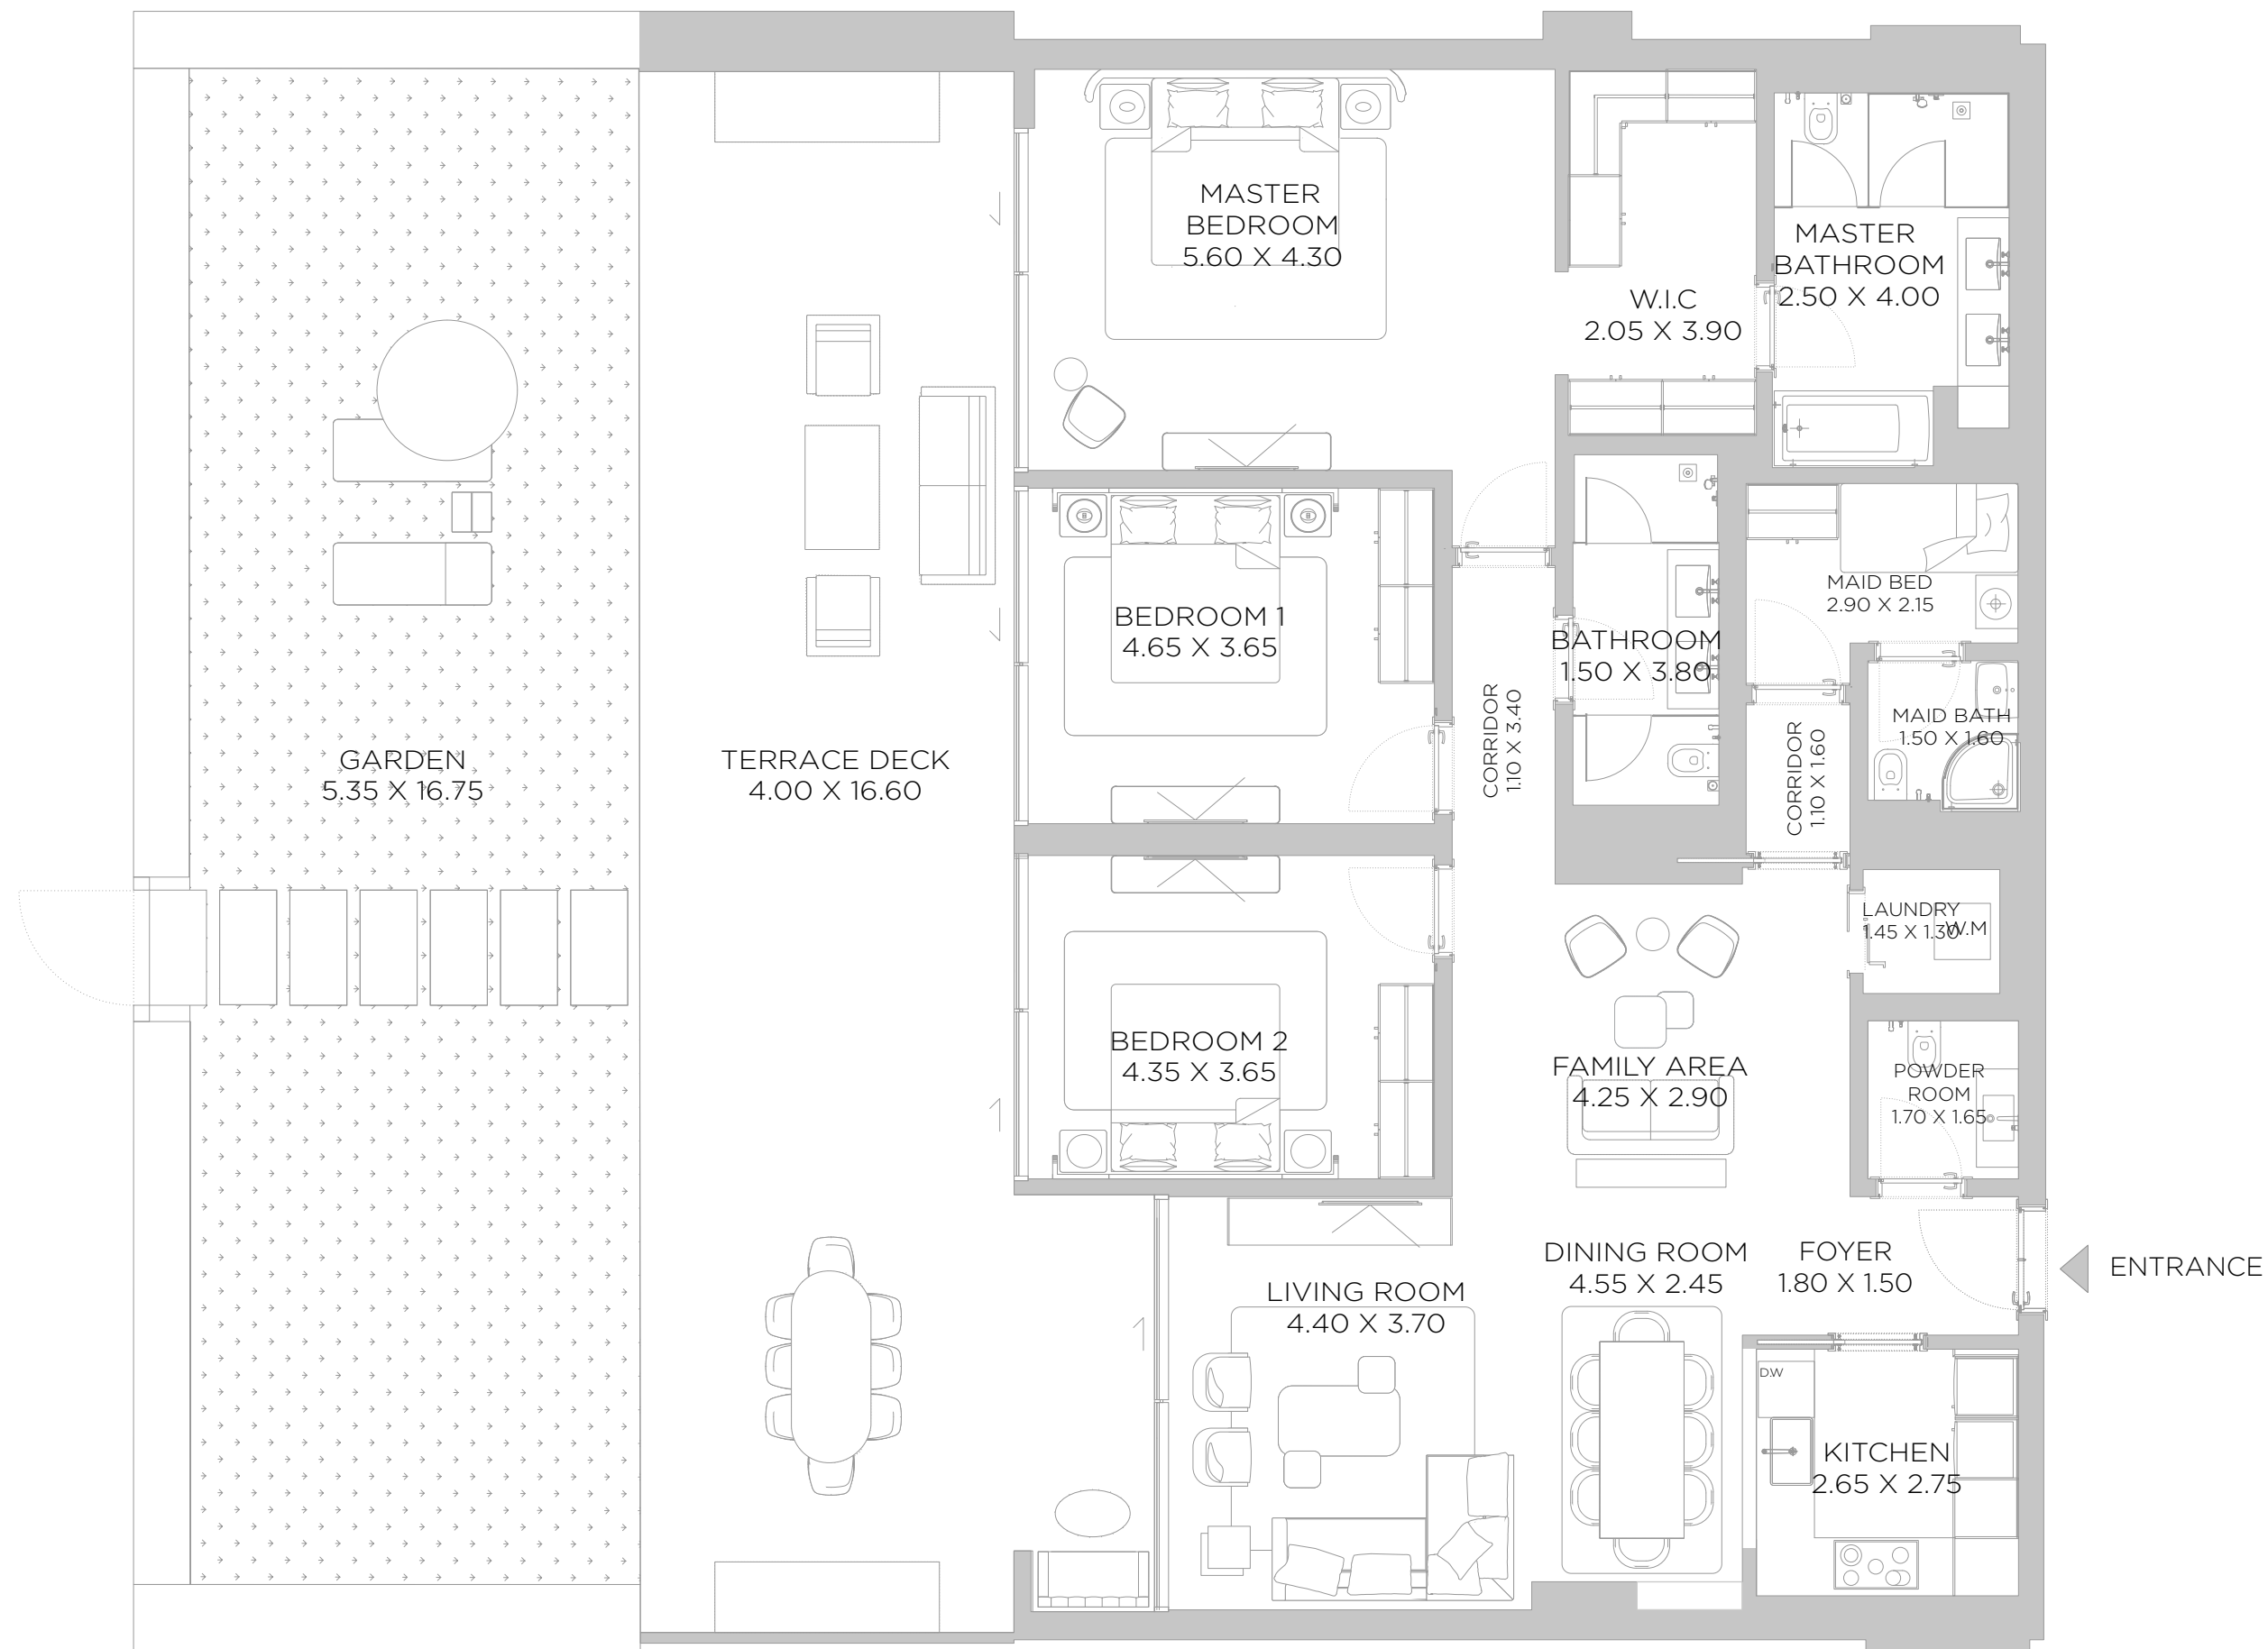 MASTER
BEDROOM
5.60 X 4.30
W.I.C
2.05 X 3.90
MASTER
BATHROOM
2.50 X 4.00
BEDROOM 1
4.65 X 3.65
BATHROOM
1.50 X 3.80
MAID BED
2.90 X 2.15
CORRIDOR
1.10 X 3.40
CORRIDOR
1.10 X 1.60
MAID BATH
1.50 X 1.60
GARDEN
5.35 X 16.75
TERRACE DECK
4.00 X 16.60
LAUNDRY
1.45 X 1.30
W.M
BEDROOM 2
4.35 X 3.65
FAMILY AREA
4.25 X 2.90
POWDER
ROOM
1.70 X 1.65
LIVING ROOM
4.40 X 3.70
DINING ROOM
4.55 X 2.45
FOYER
1.80 X 1.50
ENTRANCE
D.W
KITCHEN
2.65 X 2.75